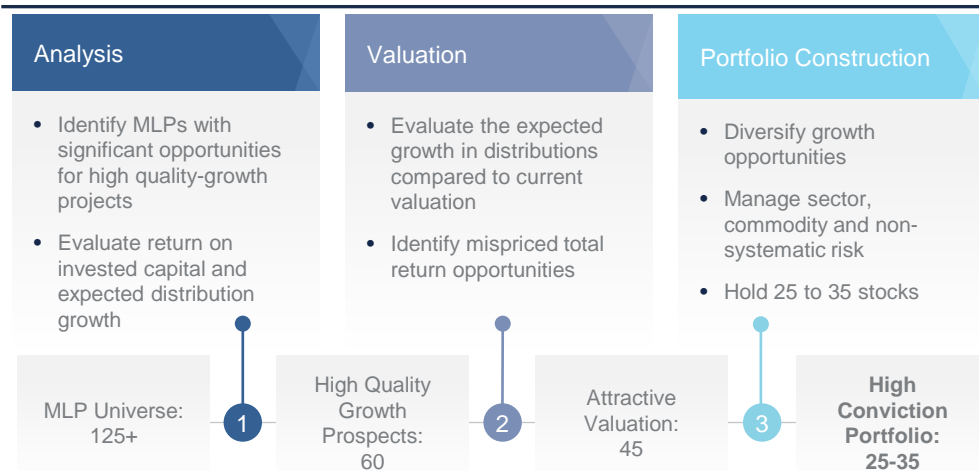 Analysis
• Identify MLPs with
significant opportunities
for high quality-growth
projects
• Evaluate return on
invested capital and
expected distribution
growth
Valuation
• Evaluate the expected
growth in distributions
compared to current
valuation
• Identify mispriced total
return opportunities
Portfolio Construction
• Diversify growth
opportunities
• Manage sector,
commodity and non-
systematic risk
• Hold 25 to 35 stocks
MLP Universe:
125+
1
High Quality
Growth
Prospects:
60
2
Attractive
Valuation:
45
3
High
Conviction
Portfolio:
25-35